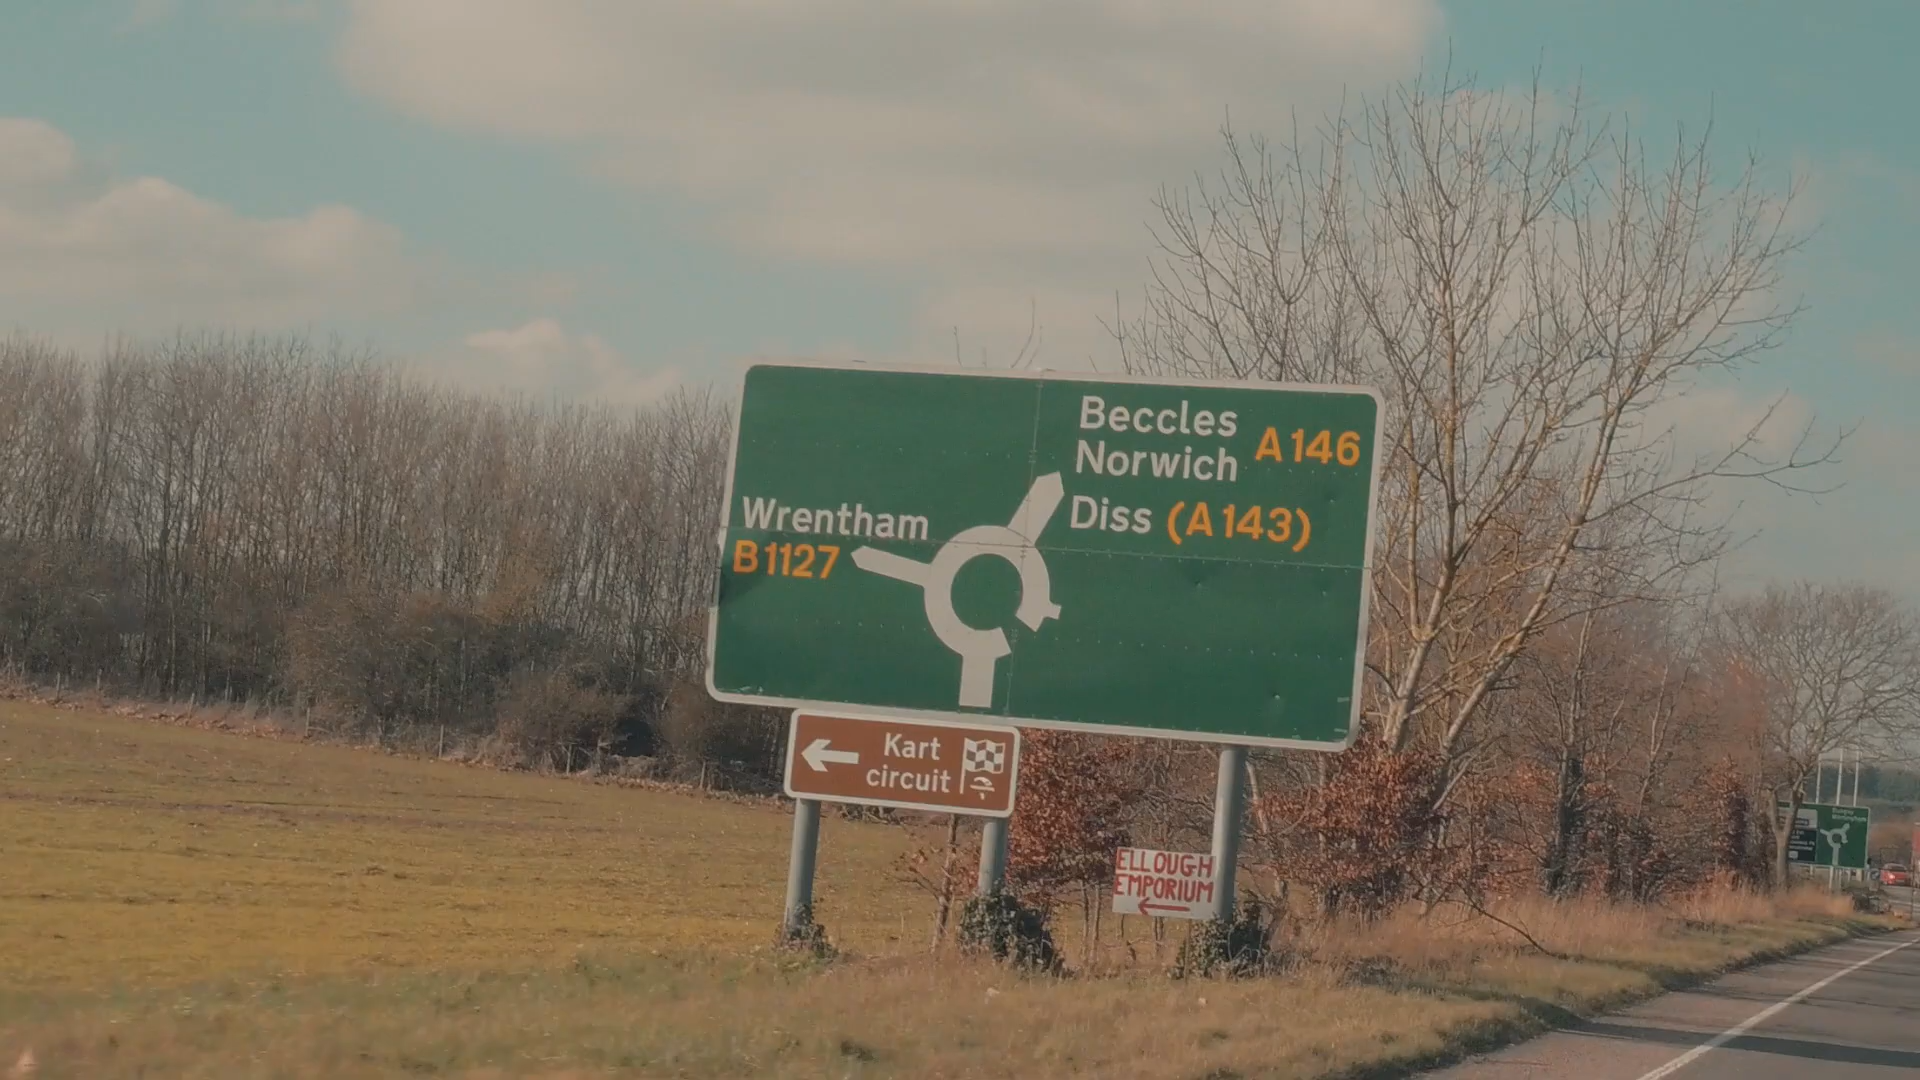 Beccles
Norwich
A146
Diss (A143)
Wrentham
B1127
Kart
circuit
ELLOUGH
EMPORIUM